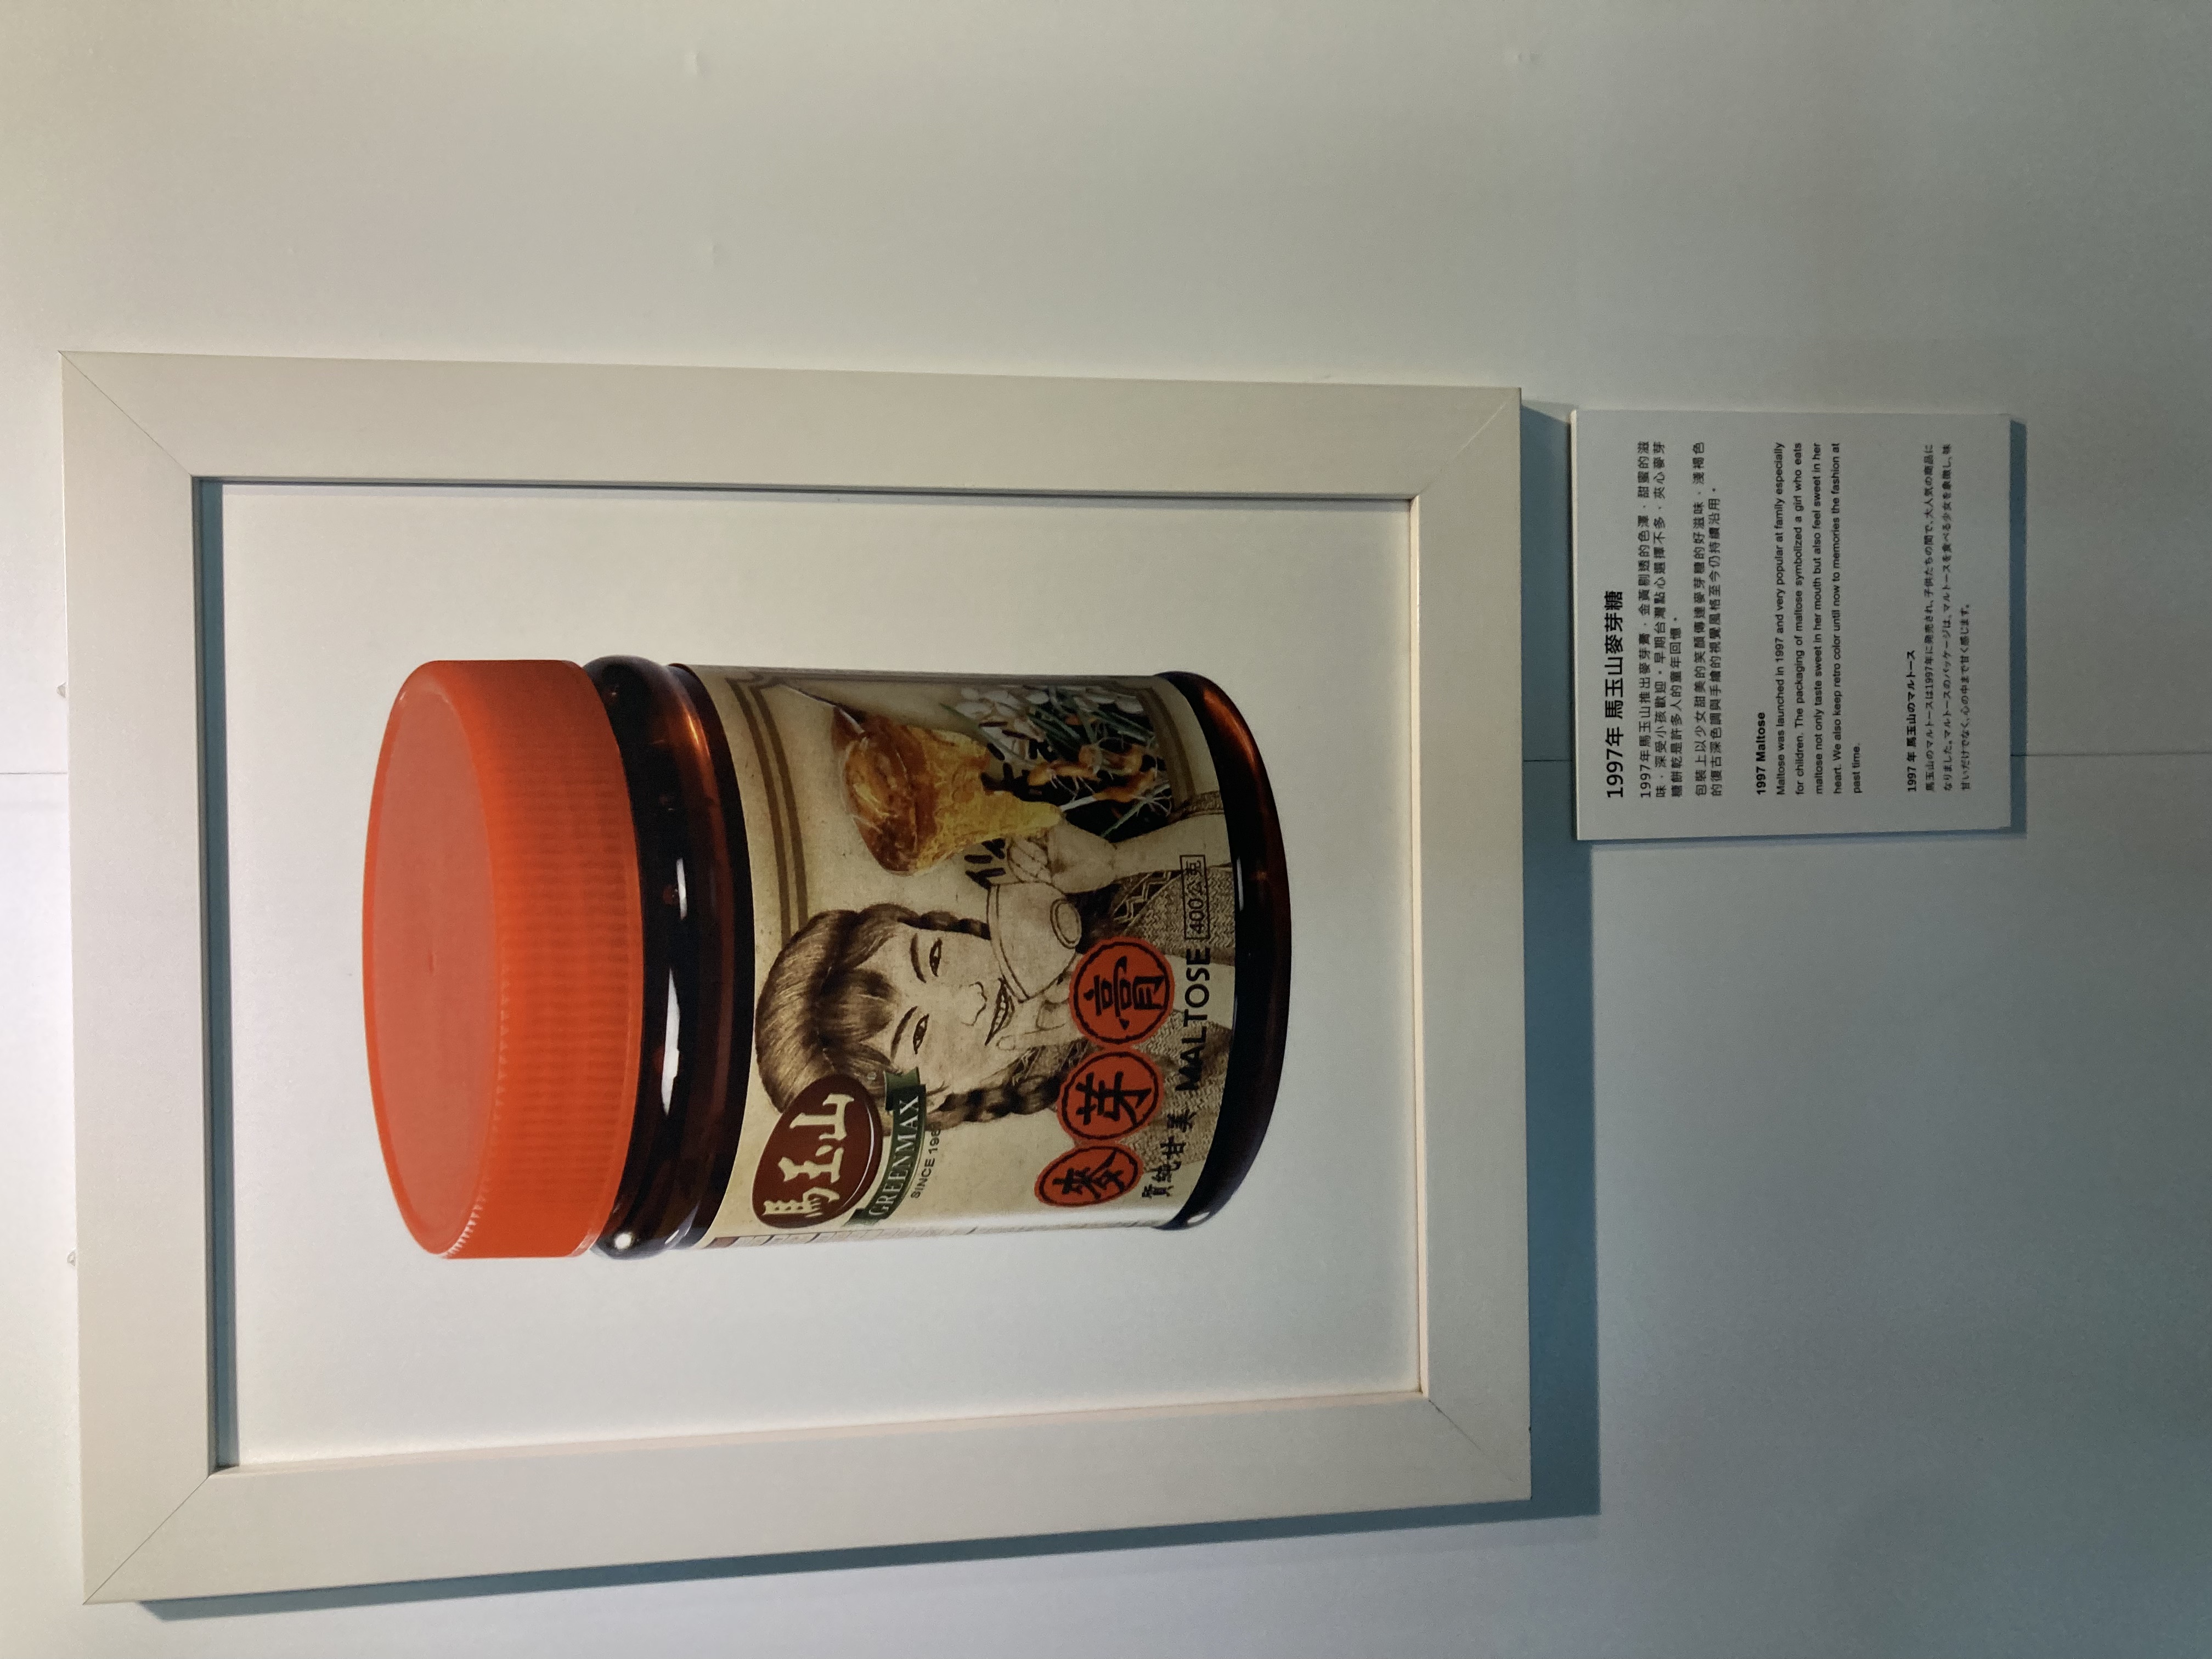 馬玉山
®
GREENMAX
SINCE 196
麥芽膏
質純甘美 MALTOSE 400公克
1997年 馬玉山麥芽糖
1997年馬玉山推出麥芽膏，金黃剔透的色澤，甜蜜的滋
味，深受小孩歡迎。早期台灣點心選擇不多，夾心麥芽
糖餅乾是許多人的童年回憶。
包裝上以少女甜美的笑顏傳達麥芽糖的好滋味，淺褐色
的復古深色調與手繪的視覺風格至今仍持續沿用。
1997 Maltose
Maltose was launched in 1997 and very popular at family especially
for children. The packaging of maltose symbolized a girl who eats
maltose not only taste sweet in her mouth but also feel sweet in her
heart. We also keep retro color until now to memories the fashion at
past time.
1997 年 馬玉山のマルトース
馬玉山のマルトースは1997年に発売され、子供たちの間で、大人気の商品に
なりました。マルトースのパッケージは、マルトースを食べる少女を象徴し、味
甘いだけでなく、心の中まで甘く感じます。